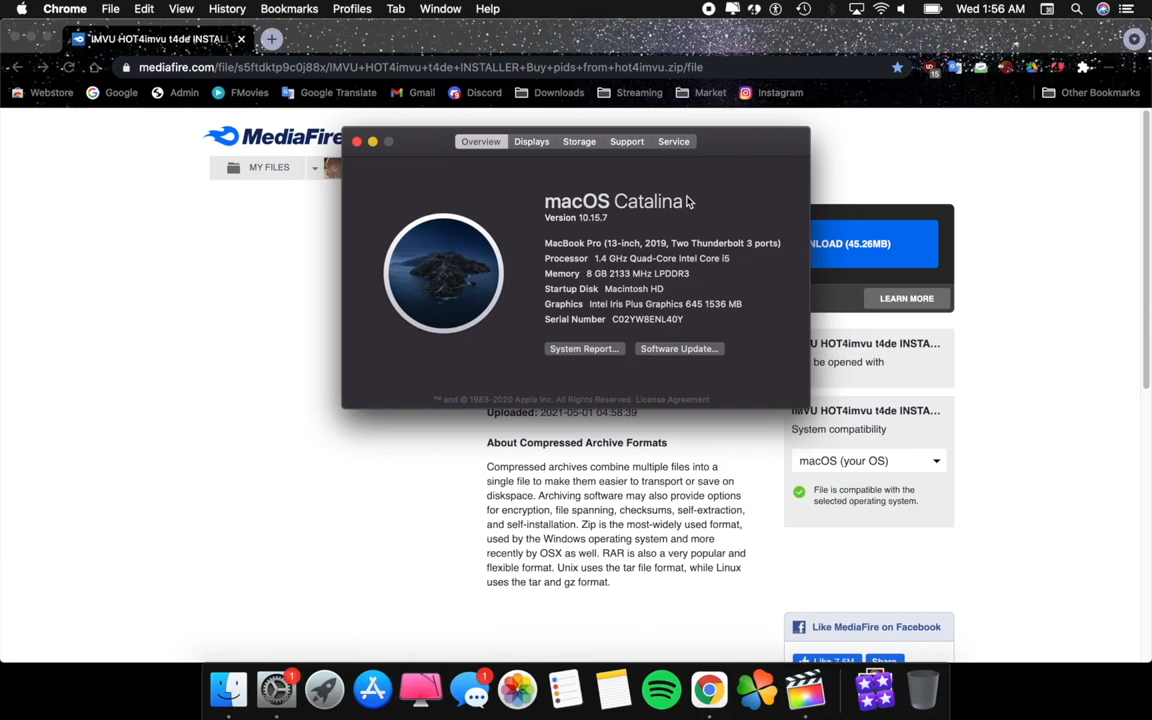 Chrome File Edit View History Bookmarks Profiles Tab Window Help Wed 1:56 AM
IMVU HOT4imvu t4de INSTALL
mediafire.com/file/s5ftdktp9c0j88x/IMVU+HOT4imvu+t4de+INSTALLER+Buy+pids+from+hot4imvu.zip/file
15
Webstore Google Admin FMovies Google Translate Gmail Discord Downloads Streaming Market Instagram Other Bookmarks
MediaFire
MY FILES
Overview Displays Storage Support Service
macOS Catalina
Version 10.15.7
MacBook Pro (13-inch, 2019, Two Thunderbolt 3 ports)
Processor 1.4 GHz Quad-Core Intel Core i5
Memory 8 GB 2133 MHz LPDDR3
Startup Disk Macintosh HD
Graphics Intel Iris Plus Graphics 645 1536 MB
Serial Number C02YW8ENL40Y
System Report... Software Update...
™ and © 1983-2020 Apple Inc. All Rights Reserved. License Agreement
NLOAD (45.26MB)
LEARN MORE
VU HOT4imvu t4de INSTA...
be opened with
IMVU HOT4imvu t4de INSTA...
System compatibility
macOS (your OS)
File is compatible with the
selected operating system.
Uploaded: 2021-05-01 04:58:39
About Compressed Archive Formats
Compressed archives combine multiple files into a
single file to make them easier to transport or save on
diskspace. Archiving software may also provide options
for encryption, file spanning, checksums, self-extraction,
and self-installation. Zip is the most-widely used format,
used by the Windows operating system and more
recently by OSX as well. RAR is also a very popular and
flexible format. Unix uses the tar file format, while Linux
uses the tar and gz format.
Like MediaFire on Facebook
Like 7.5M Share
1
1